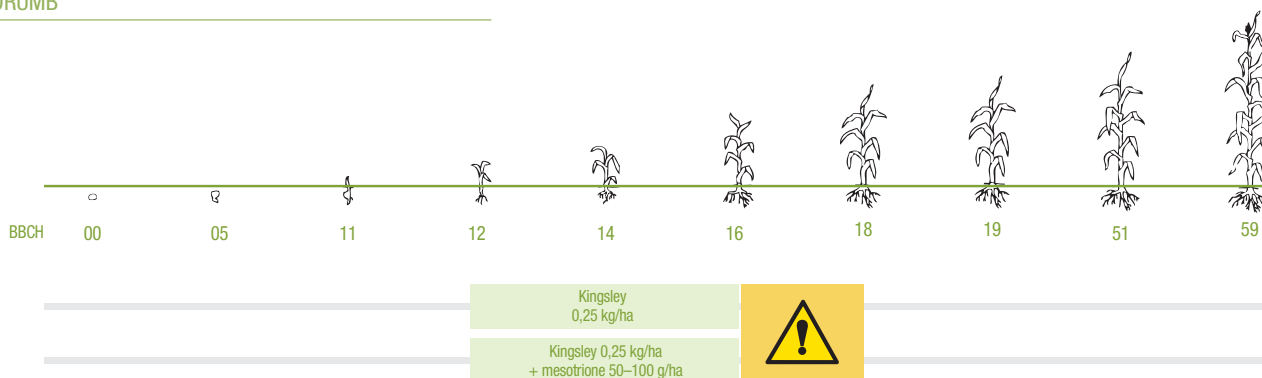 BBCH 00 05 11 12 14 16 18 19 51 59
Kingsley
0,25 kg/ha
Kingsley 0,25 kg/ha
+ mesotrione 50–100 g/ha